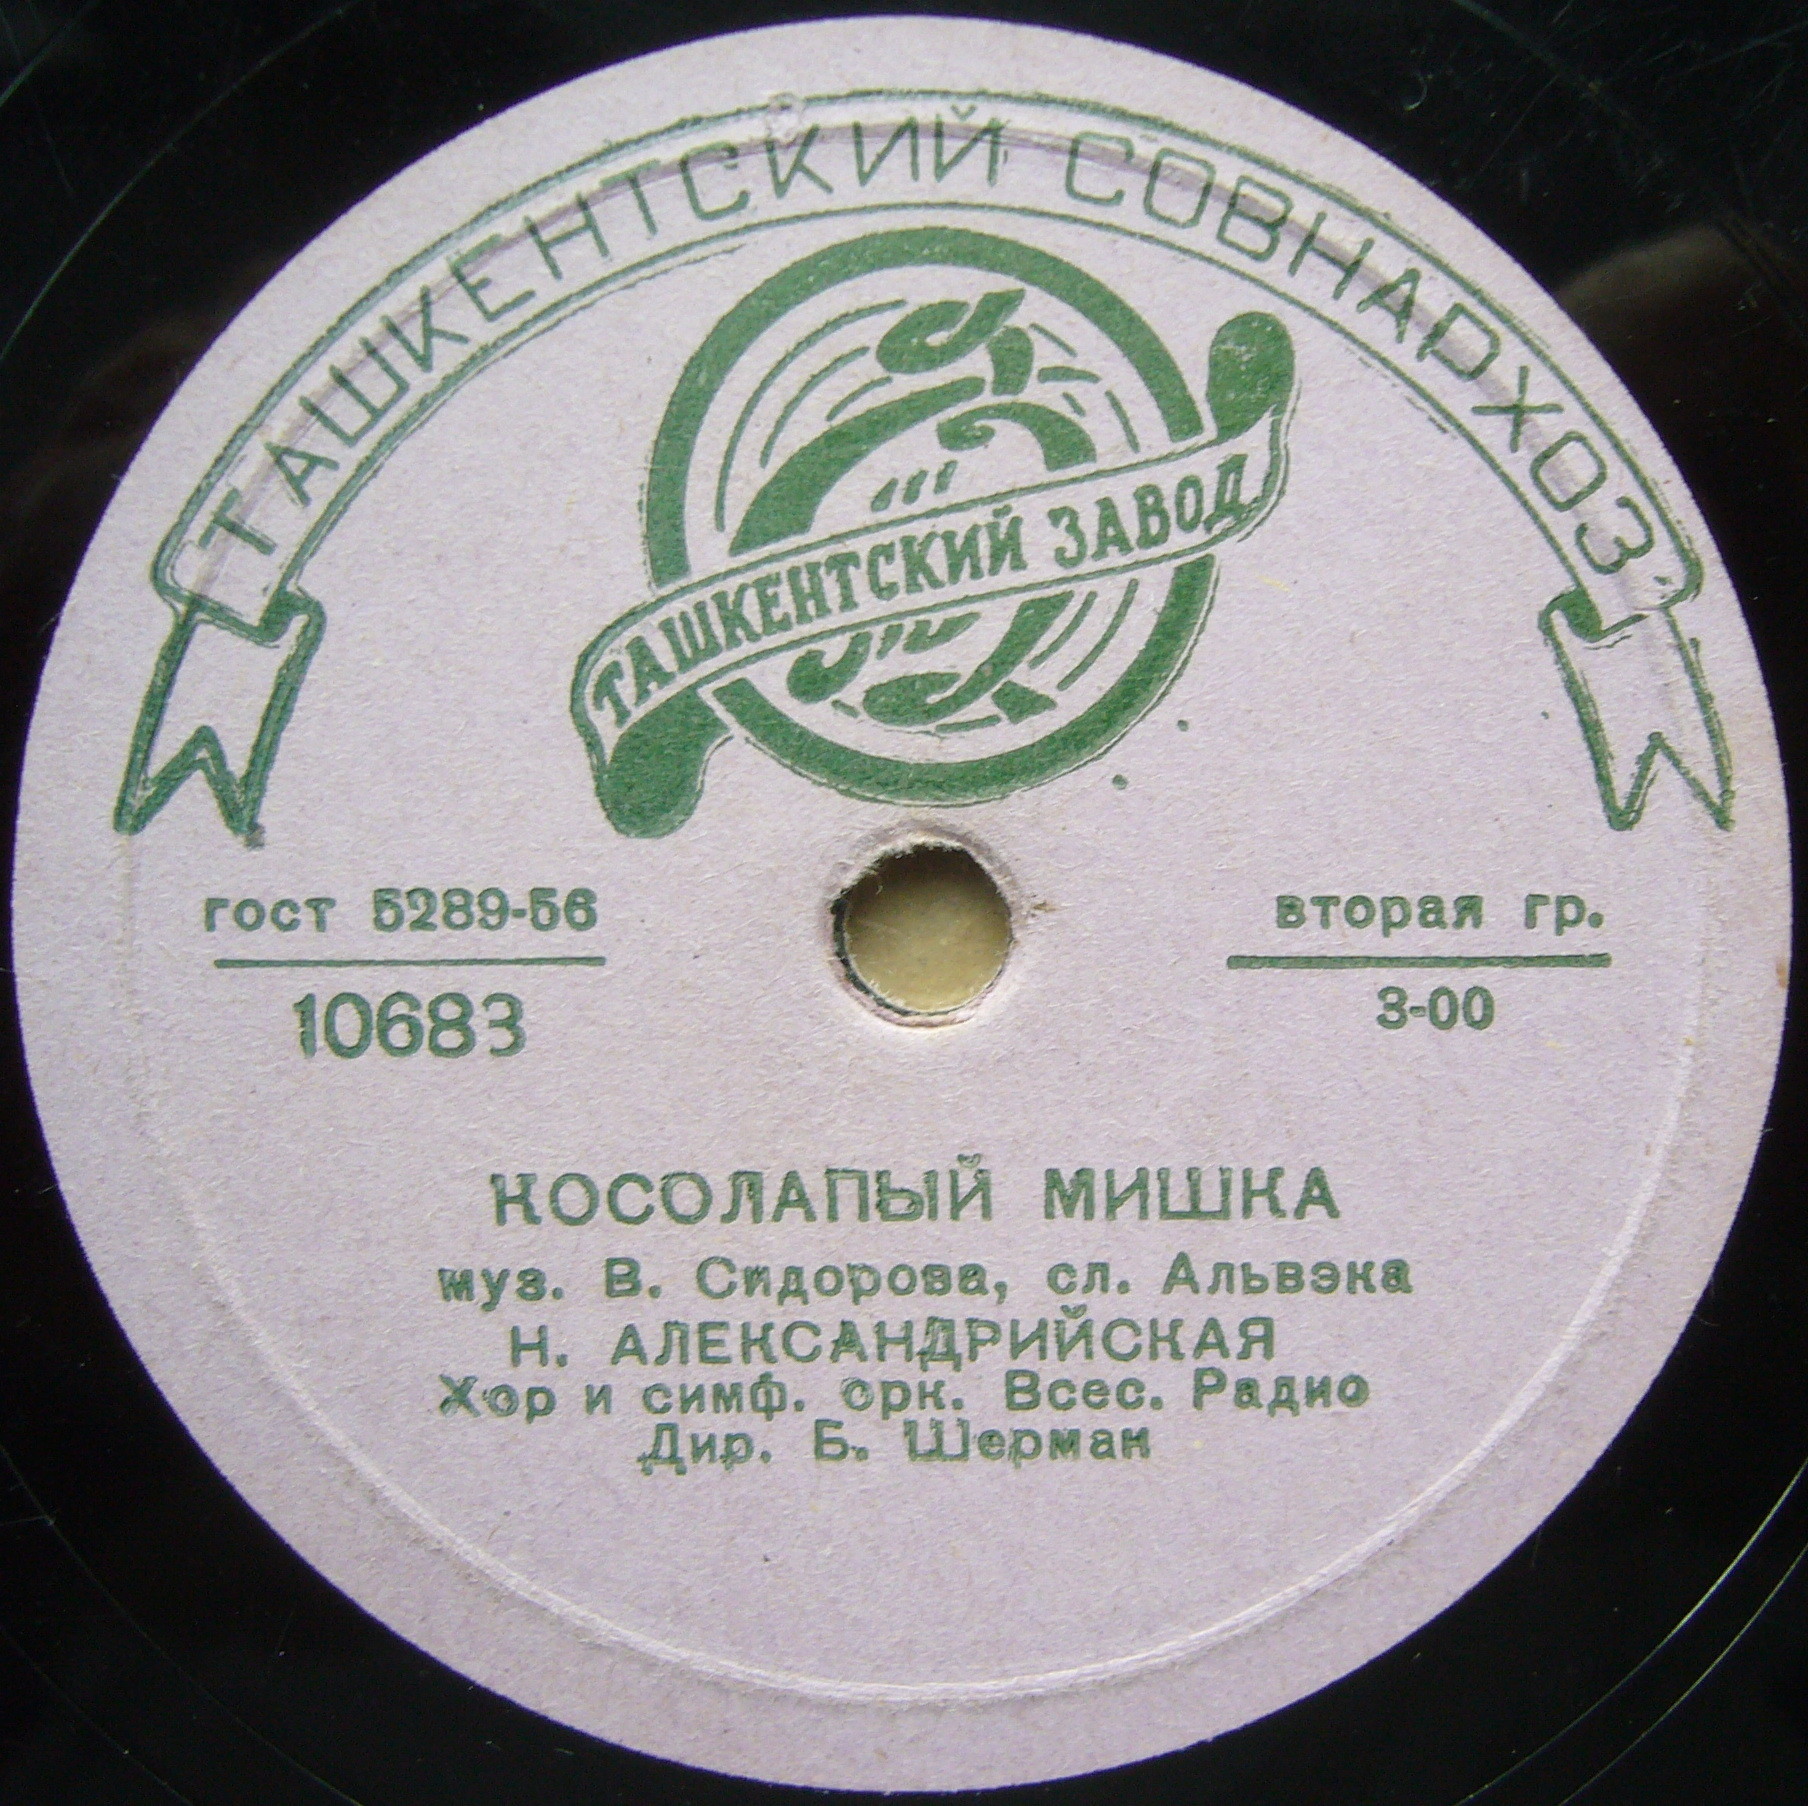 ТАШКЕНТСКИЙ СОВНАРХОЗ
ТАШКЕНТСКИЙ ЗАВОД
гост 5289-56
10683
вторая гр.
3-00
КОСОЛАПЫЙ МИШКА
муз. В. Сидорова, сл. Альвэка
Н. АЛЕКСАНДРИЙСКАЯ
Хор и симф. орк. Всес. Радио
Дир. Б. Шерман